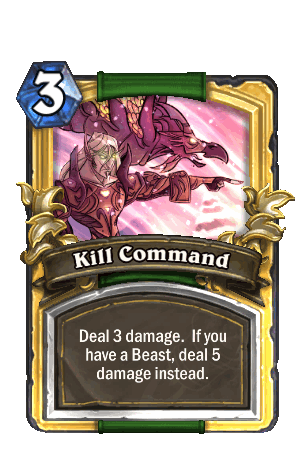 3
Kill Command
Deal 3 damage. If you
have a Beast, deal 5
damage instead.